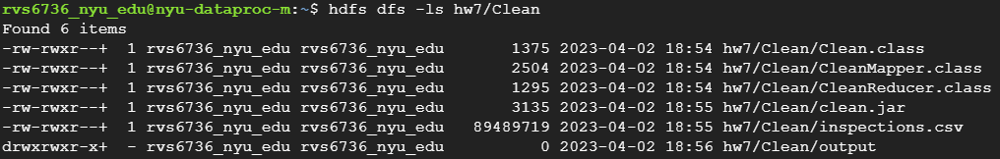 rvs6736_nyu_edu@nyu-dataproc-m:~$ hdfs dfs -ls hw7/Clean
Found 6 items
-rw-rwxr--+  1 rvs6736_nyu_edu rvs6736_nyu_edu       1375 2023-04-02 18:54 hw7/Clean/Clean.class
-rw-rwxr--+  1 rvs6736_nyu_edu rvs6736_nyu_edu       2504 2023-04-02 18:54 hw7/Clean/CleanMapper.class
-rw-rwxr--+  1 rvs6736_nyu_edu rvs6736_nyu_edu       1295 2023-04-02 18:54 hw7/Clean/CleanReducer.class
-rw-rwxr--+  1 rvs6736_nyu_edu rvs6736_nyu_edu       3135 2023-04-02 18:55 hw7/Clean/clean.jar
-rw-rwxr--+  1 rvs6736_nyu_edu rvs6736_nyu_edu   89489719 2023-04-02 18:55 hw7/Clean/inspections.csv
drwxrwxr-x+  - rvs6736_nyu_edu rvs6736_nyu_edu          0 2023-04-02 18:56 hw7/Clean/output